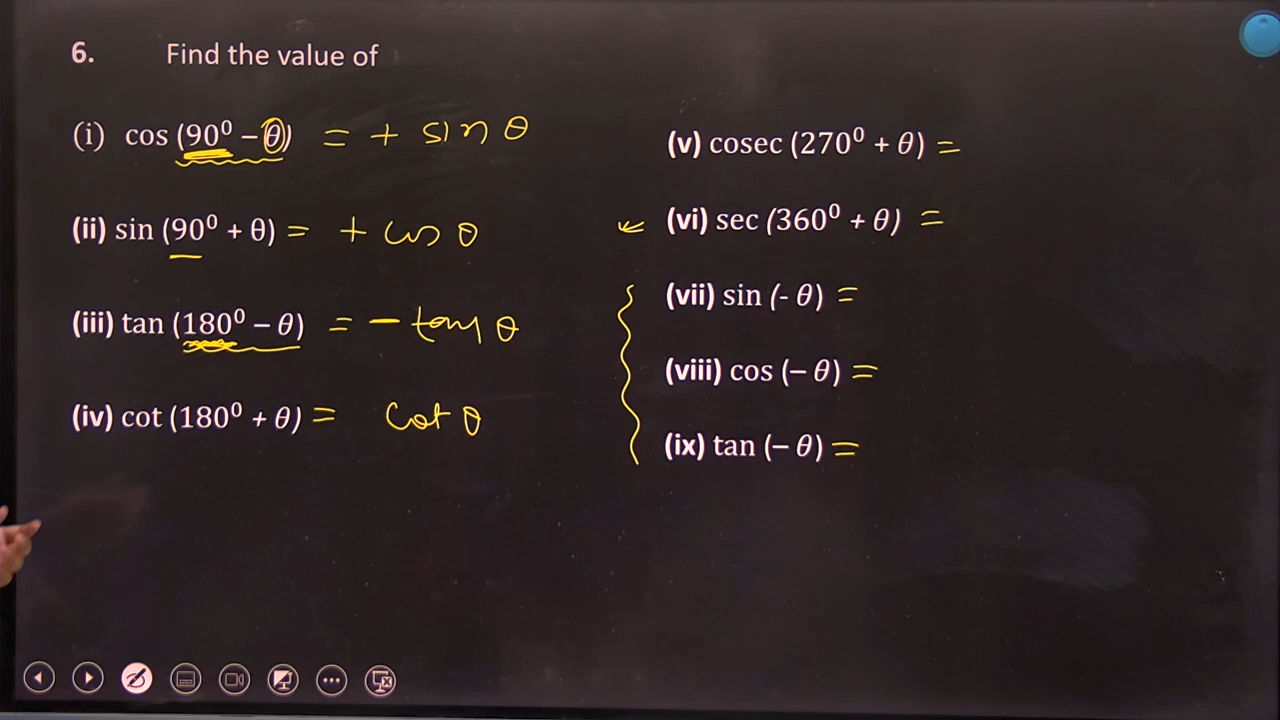 6. Find the value of
(i) cos (90⁰ − θ) = + sin θ
(ii) sin (90⁰ + θ) = + cos θ
(iii) tan (180⁰ − θ) = − tan θ
(iv) cot (180⁰ + θ) = cot θ
(v) cosec (270⁰ + θ) =
(vi) sec (360⁰ + θ) =
(vii) sin (- θ) =
(viii) cos (− θ) =
(ix) tan (− θ) =